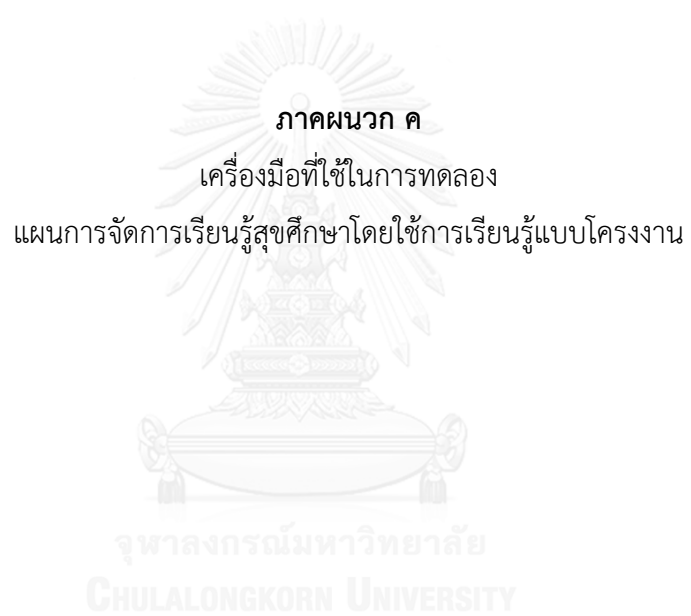 ภาคผนวก ค
เครื่องมือที่ใช้ในการทดลอง
แผนการจัดการเรียนรู้สุขศึกษาโดยใช้การเรียนรู้แบบโครงงาน
จุฬาลงกรณ์มหาวิทยาลัย
CHULALONGKORN UNIVERSITY